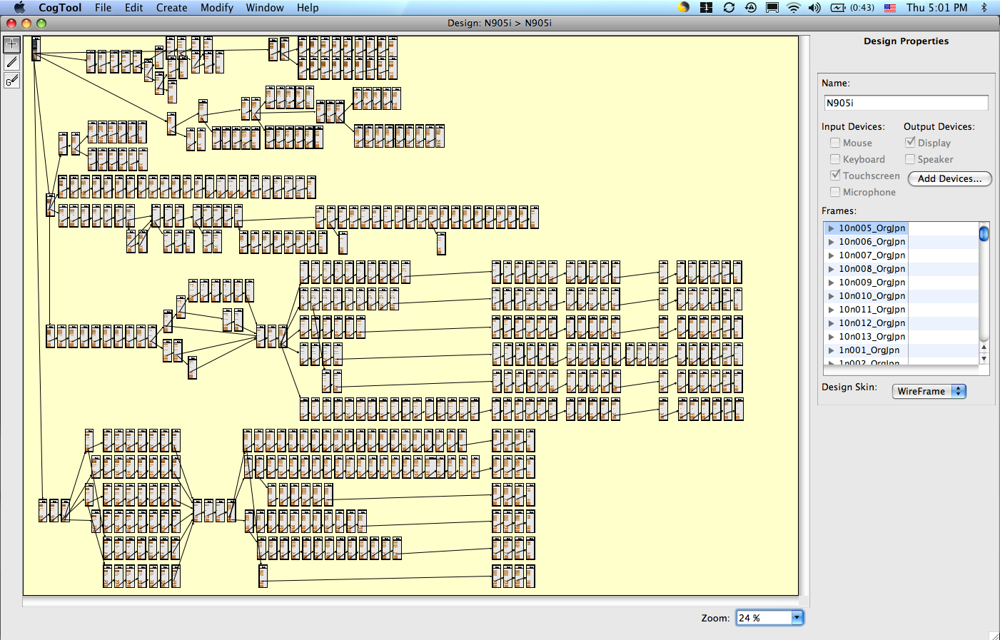 CogTool File Edit Create Modify Window Help (0:43) Thu 5:01 PM
Design: N905i > N905i
G
Design Properties
Name:
N905i
Input Devices: Output Devices:
Mouse Display
Keyboard Speaker
Touchscreen Add Devices...
Microphone
Frames:
10n005_OrgJpn
10n006_OrgJpn
10n007_OrgJpn
10n008_OrgJpn
10n009_OrgJpn
10n010_OrgJpn
10n011_OrgJpn
10n012_OrgJpn
10n013_OrgJpn
1n001_OrgJpn
1n002_OrgJpn
Design Skin: WireFrame
Zoom: 24 %